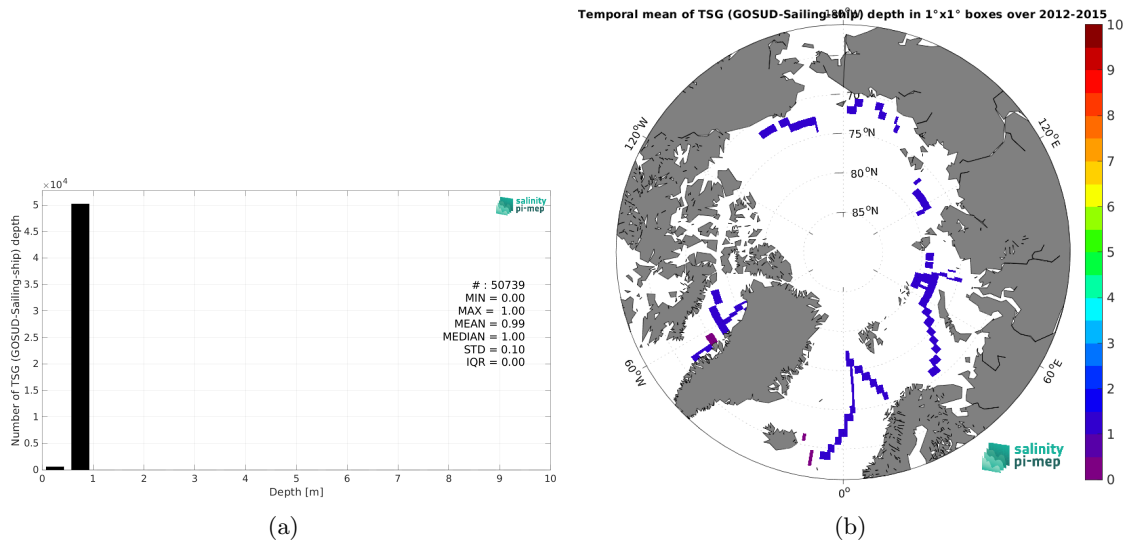 Temporal mean of TSG (GOSUD-Sailing-ship) depth in 1°x1° boxes over 2012-2015
×10⁴
Number of TSG (GOSUD-Sailing-ship) depth
5
4.5
4
3.5
3
2.5
2
1.5
1
0.5
0
0 1 2 3 4 5 6 7 8 9 10
Depth [m]
salinity
pi-mep
# : 50739
MIN = 0.00
MAX = 1.00
MEAN = 0.99
MEDIAN = 1.00
STD = 0.10
IQR = 0.00
(a)
180°W
120°W
120°E
60°W
60°E
0°
70
75°N
80°N
85°N
10
9
8
7
6
5
4
3
2
1
0
salinity
pi-mep
(b)